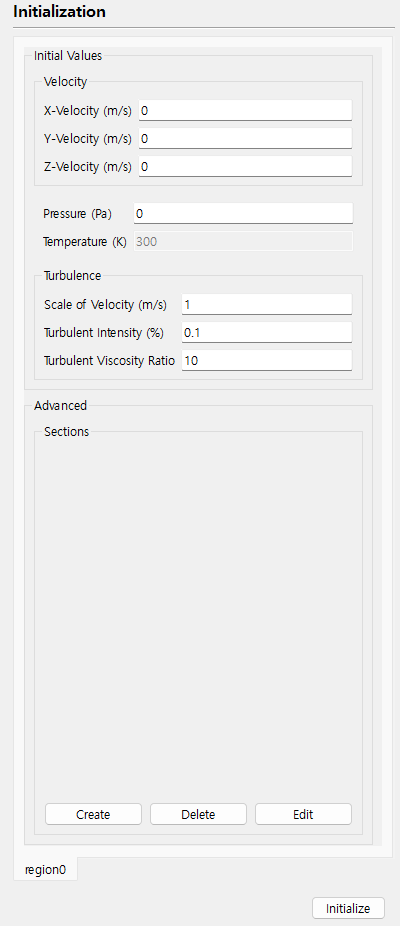 Initialization
Initial Values
Velocity
X-Velocity (m/s) 0
Y-Velocity (m/s) 0
Z-Velocity (m/s) 0
Pressure (Pa) 0
Temperature (K) 300
Turbulence
Scale of Velocity (m/s) 1
Turbulent Intensity (%) 0.1
Turbulent Viscosity Ratio 10
Advanced
Sections
Create Delete Edit
region0
Initialize